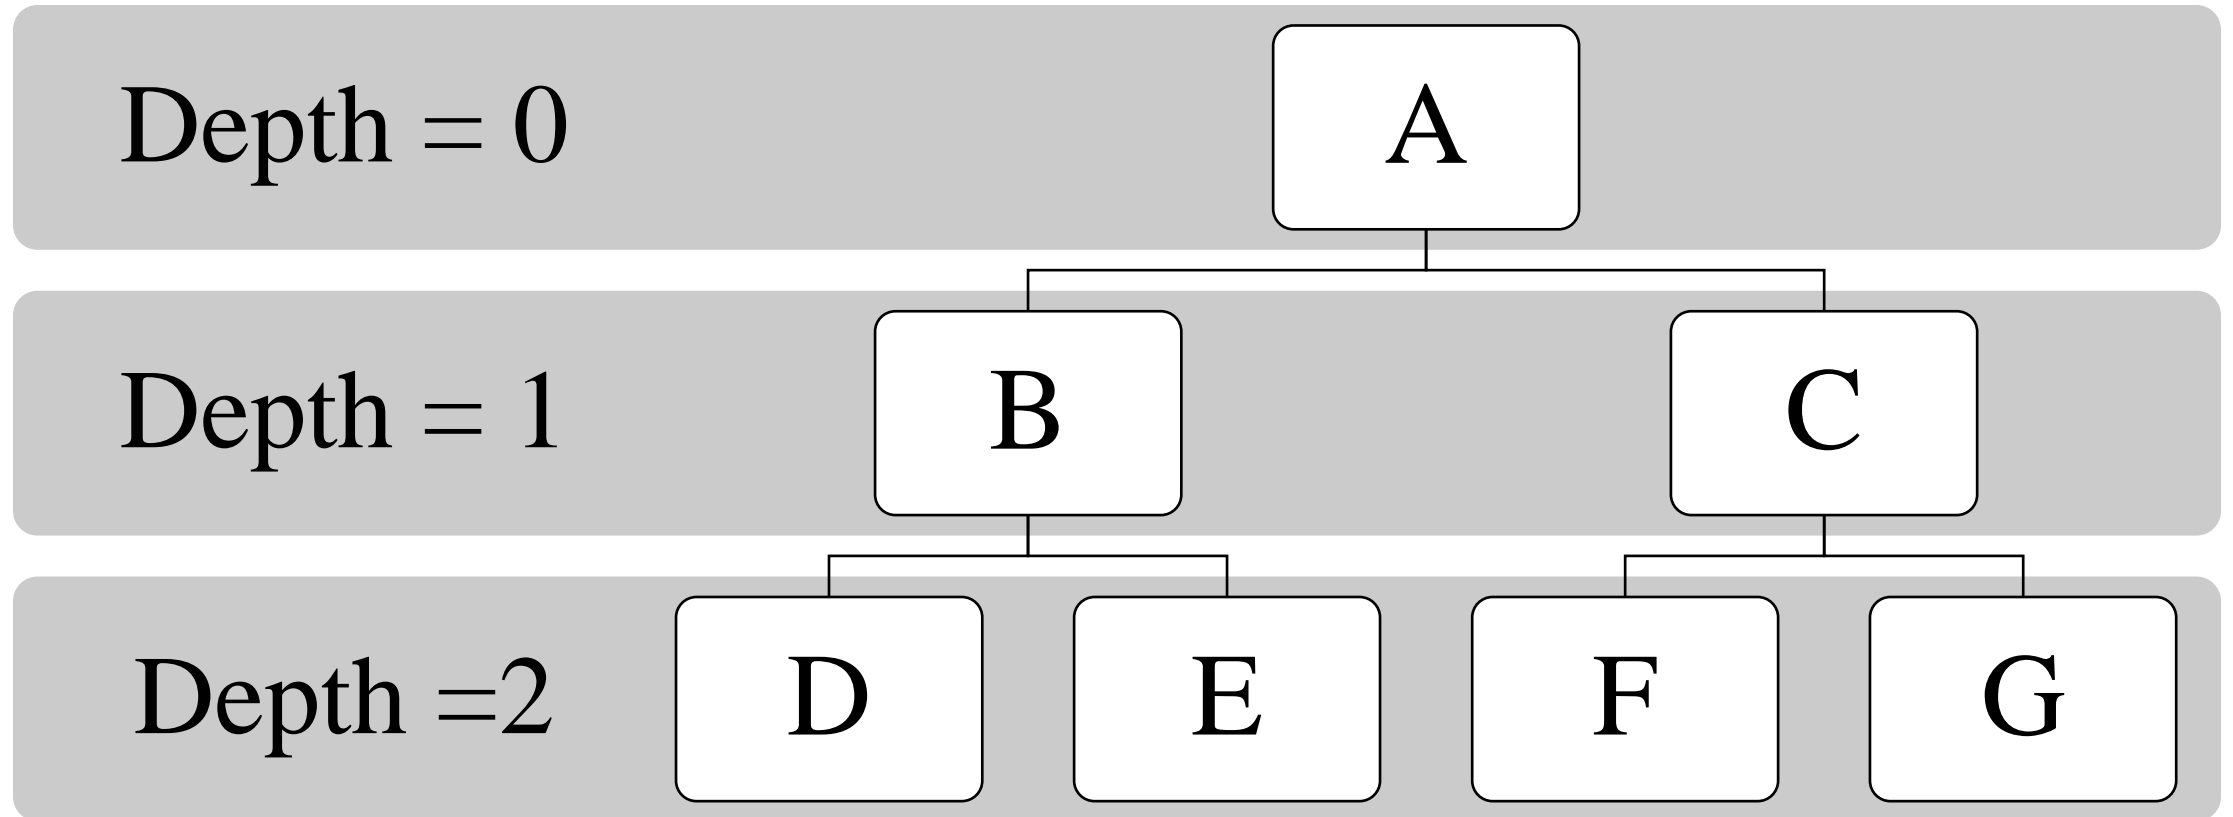 Depth = 0
A
Depth = 1
B
C
Depth =2
D
E
F
G